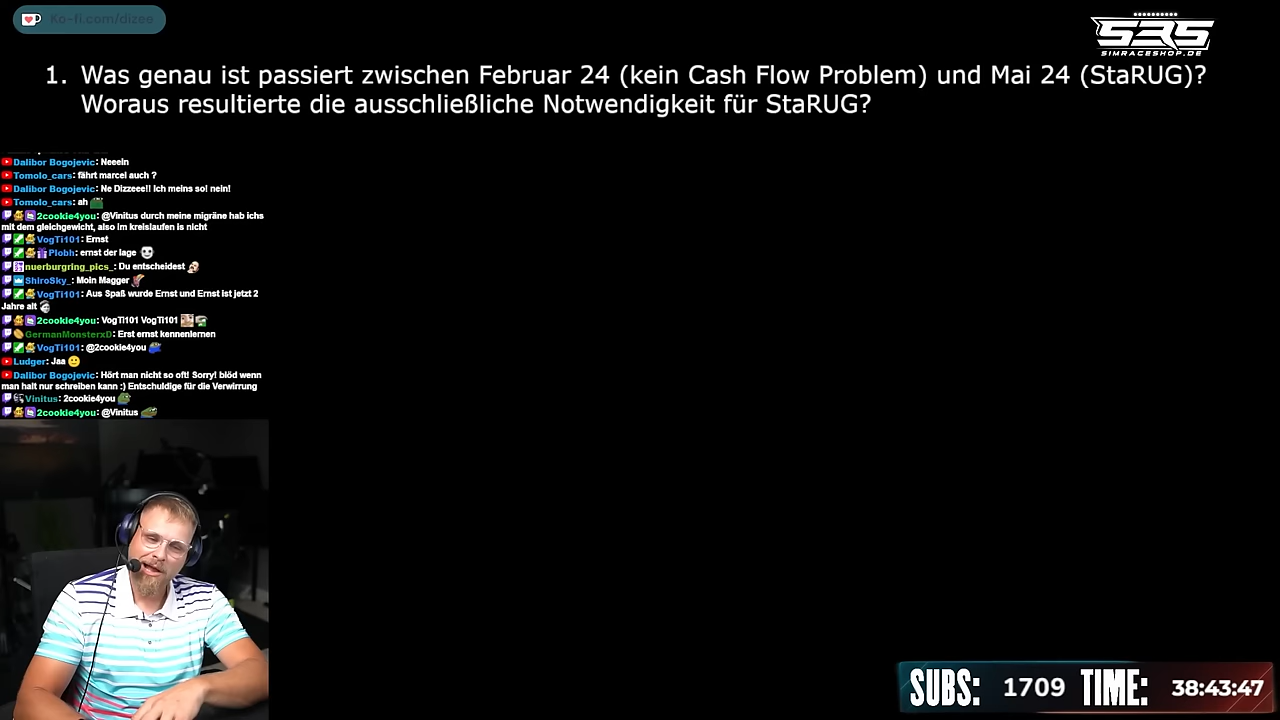 Ko-fi.com/dizee
SRS
SIMRACESHOP.DE
1. Was genau ist passiert zwischen Februar 24 (kein Cash Flow Problem) und Mai 24 (StaRUG)?
Woraus resultierte die ausschließliche Notwendigkeit für StaRUG?
Dalibor Bogojevic: Neeein
Tomolo_cars: fährt marcel auch ?
Dalibor Bogojevic: Ne Dizzeee!! Ich meins so! nein!
Tomolo_cars: ah
2cookie4you: @Vinitus durch meine migräne hab ichs
mit dem gleichgewicht, also im kreislaufen is nicht
VogTi101: Ernst
Plobh: ernst der lage
nuerburgring_pics_: Du entscheidest
ShiroSky_: Moin Magger
VogTi101: Aus Spaß wurde Ernst und Ernst ist jetzt 2
Jahre alt
2cookie4you: VogTi101 VogTi101
GermanMonsterxD: Erst ernst kennenlernen
VogTi101: @2cookie4you
Ludger: Jaa
Dalibor Bogojevic: Hört man nicht so oft! Sorry! blöd wenn
man halt nur schreiben kann :) Entschuldige für die Verwirrung
Vinitus: 2cookie4you
2cookie4you: @Vinitus
SUBS: 1709 TIME: 38:43:47